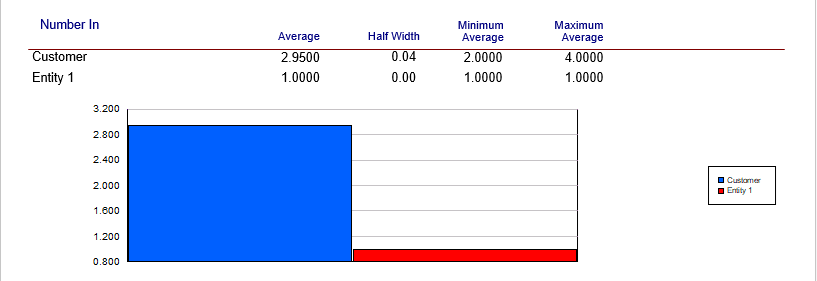 Number In
Average Half Width Minimum Average Maximum Average
Customer 2.9500 0.04 2.0000 4.0000
Entity 1 1.0000 0.00 1.0000 1.0000
3.200
2.800
2.400
2.000
1.600
1.200
0.800
Customer
Entity 1